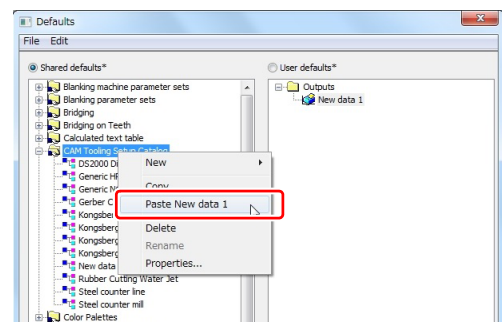 Defaults
File Edit
Shared defaults*
User defaults*
Blanking machine parameter sets
Blanking parameter sets
Bridging
Bridging on Teeth
Calculated text table
CAM Tooling Setup Catalog
DS2000 Di
Generic HP
Generic N
Gerber C
Kongsber
Kongsberg
Kongsberg
Kongsberg
New data
Rubber Cutting Water Jet
Steel counter line
Steel counter mill
Color Palettes
Outputs
New data 1
New
Copy
Paste New data 1
Delete
Rename
Properties...